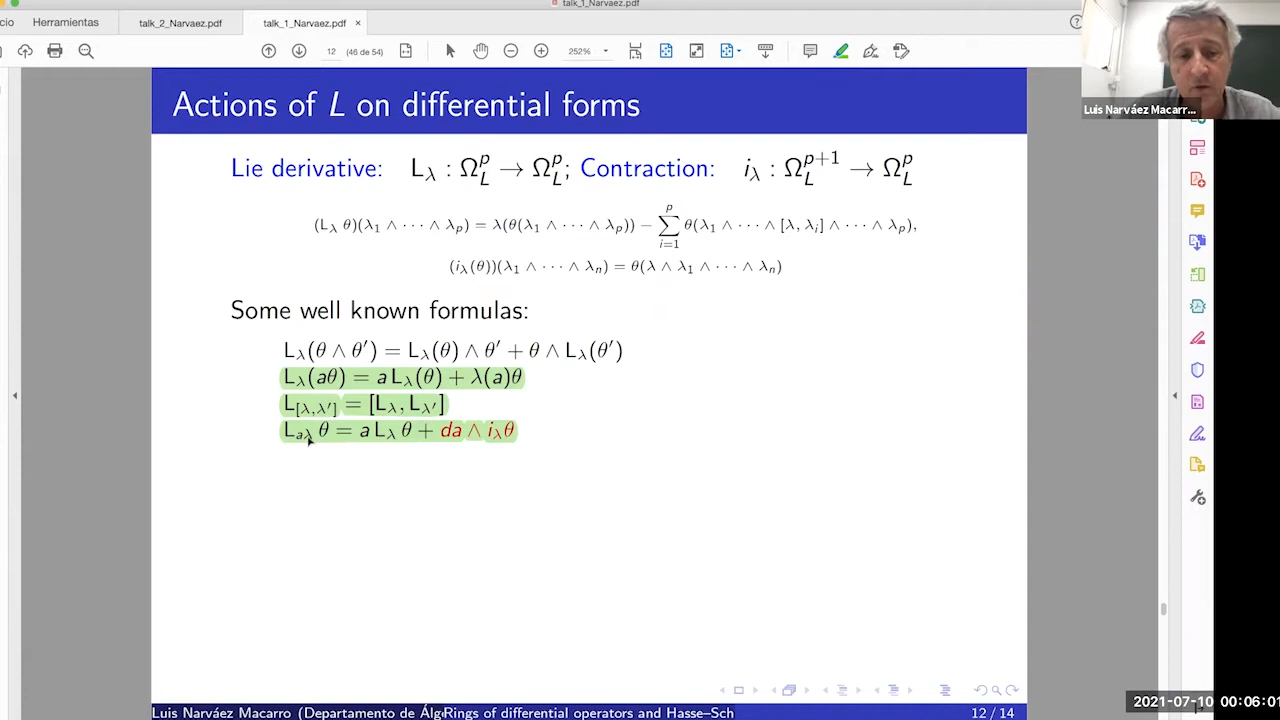 talk_1_Narvaez.pdf
cio Herramientas talk_2_Narvaez.pdf talk_1_Narvaez.pdf ×
12 (46 de 54) 252%
Luis Narváez Macarr...
Actions of L on differential forms
Lie derivative: L_λ : Ω^p_L → Ω^p_L; Contraction: i_λ : Ω^{p+1}_L → Ω^p_L
(L_λ θ)(λ_1 ∧ ··· ∧ λ_p) = λ(θ(λ_1 ∧ ··· ∧ λ_p)) − ∑_{i=1}^{p} θ(λ_1 ∧ ··· ∧ [λ, λ_i] ∧ ··· ∧ λ_p),
(i_λ(θ))(λ_1 ∧ ··· ∧ λ_n) = θ(λ ∧ λ_1 ∧ ··· ∧ λ_n)
Some well known formulas:
L_λ(θ ∧ θ′) = L_λ(θ) ∧ θ′ + θ ∧ L_λ(θ′)
L_λ(aθ) = a L_λ(θ) + λ(a)θ
L_{[λ,λ′]} = [L_λ, L_{λ′}]
L_{aλ} θ = a L_λ θ + da ∧ i_λθ
Luis Narváez Macarro (Departamento de Álg Rings of differential operators and Hasse–Sch 12 / 14
2021-07-10 00:06:01